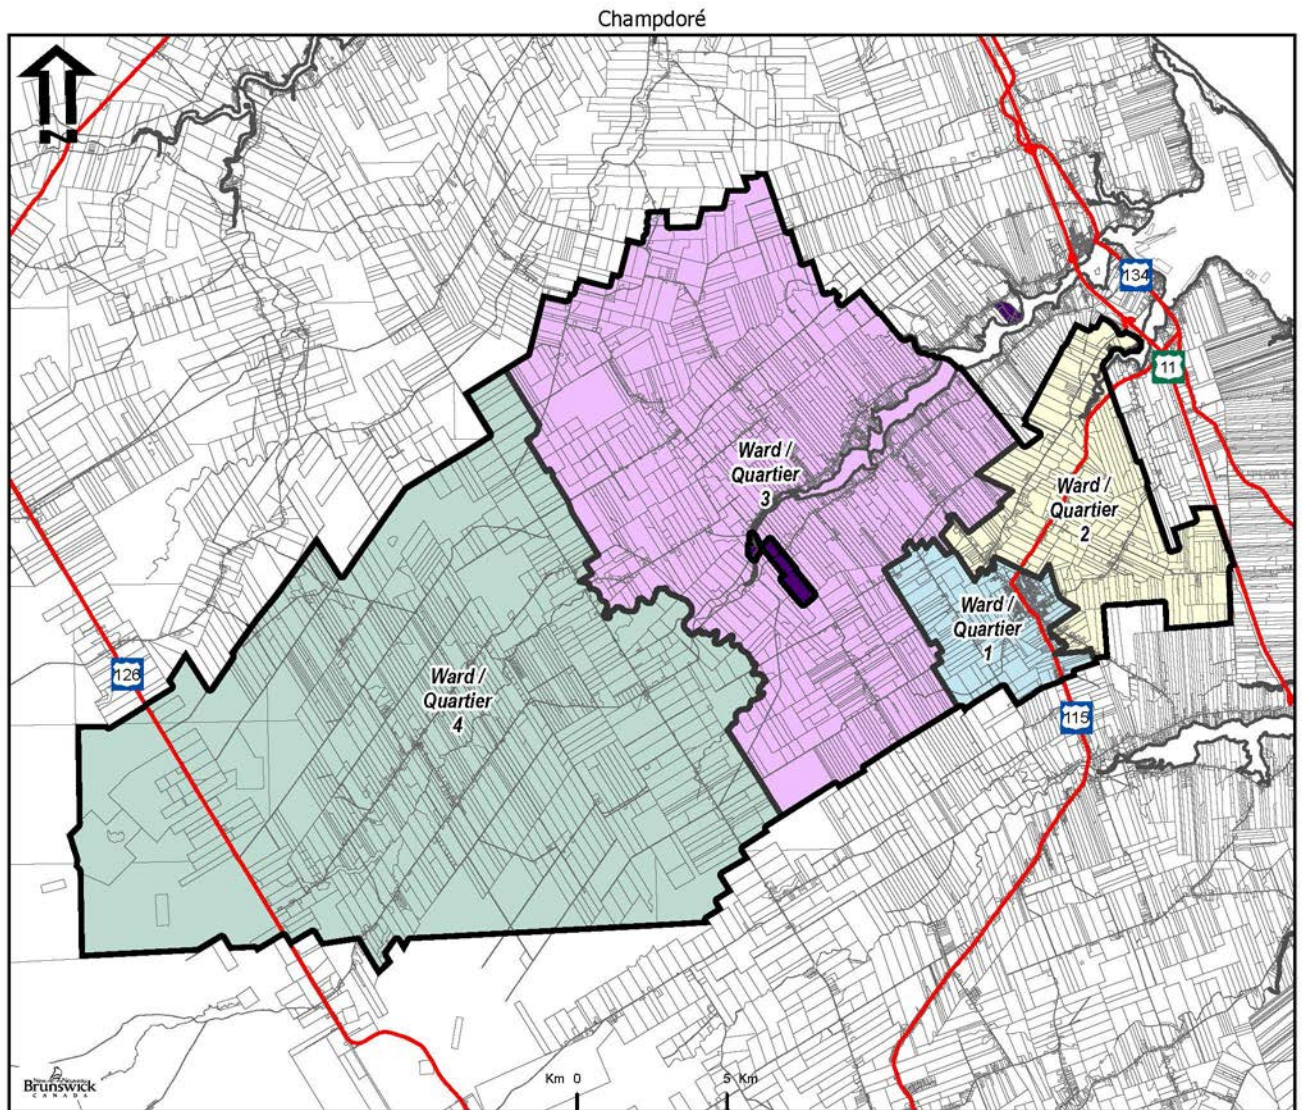 Champdoré
N
134
11
Ward /
Quartier
3
Ward /
Quartier
2
Ward /
Quartier
1
126
Ward /
Quartier
4
115
Brunswick
CANADA
Km 0
5 Km